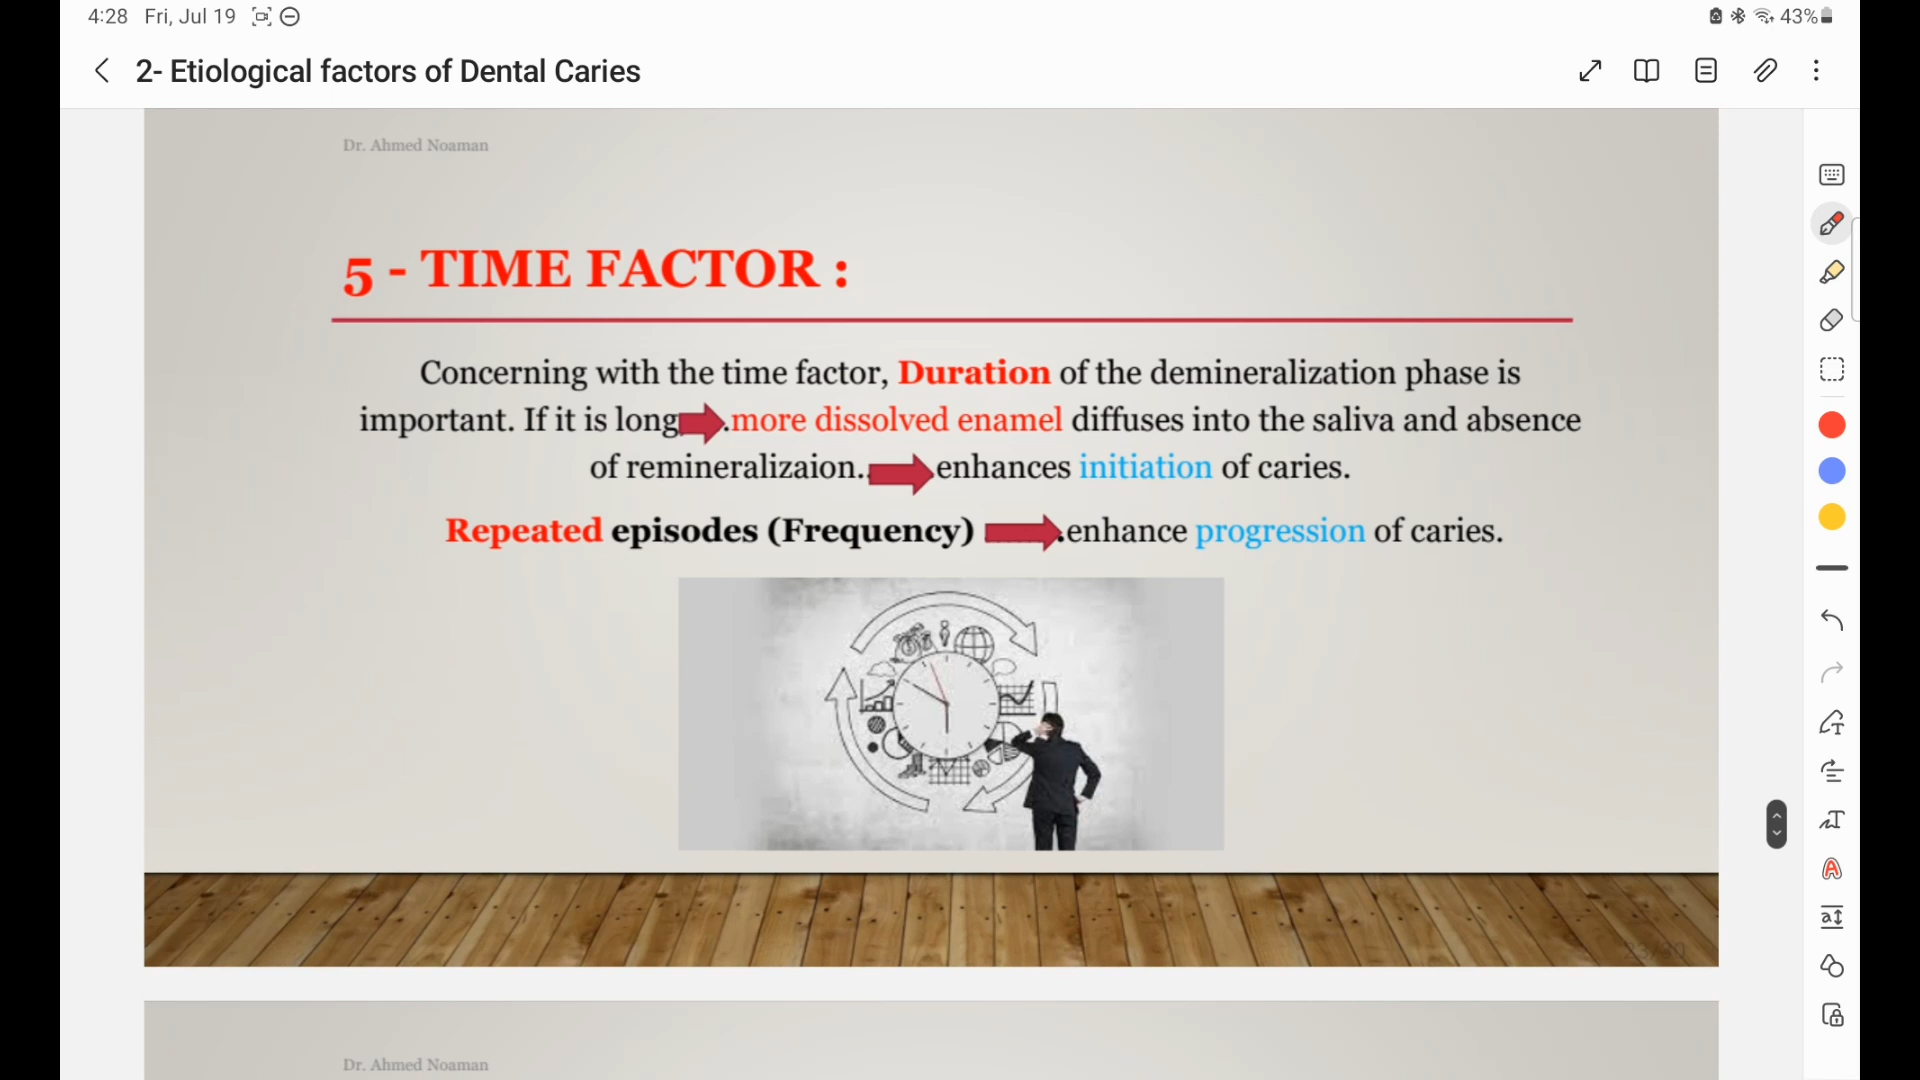 4:28 Fri, Jul 19
43%
2- Etiological factors of Dental Caries
Dr. Ahmed Noaman
5 - TIME FACTOR :
Concerning with the time factor, Duration of the demineralization phase is
important. If it is long .more dissolved enamel diffuses into the saliva and absence
of remineralizaion.. enhances initiation of caries.
Repeated episodes (Frequency) .enhance progression of caries.
23/30
Dr. Ahmed Noaman